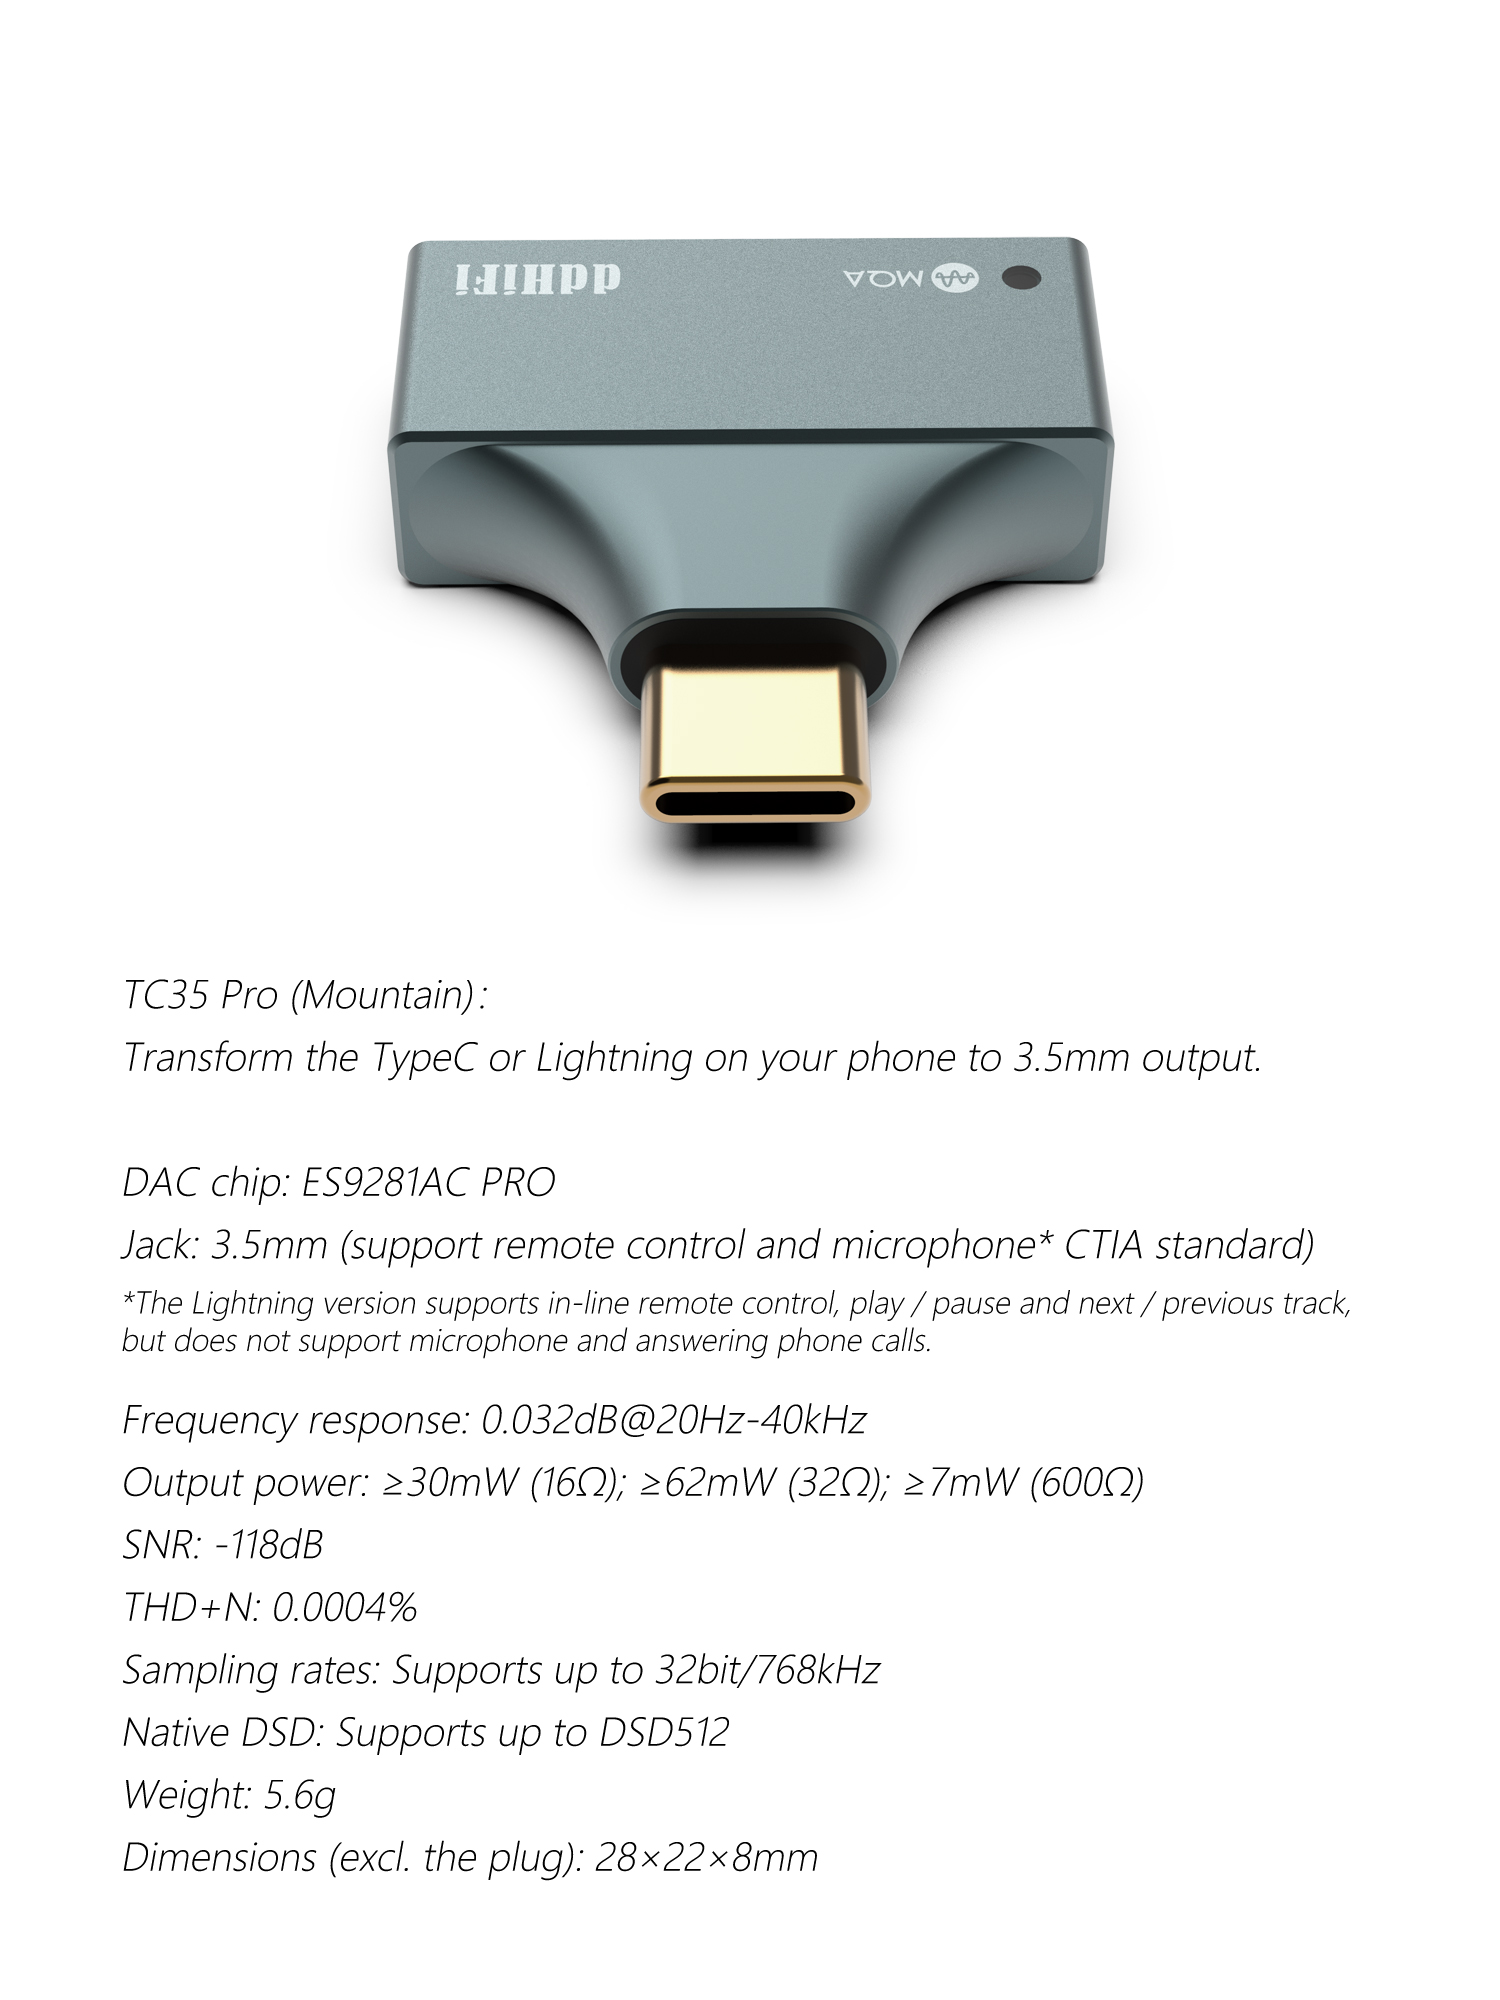 ddHiFi
MQA
TC35 Pro (Mountain):
Transform the TypeC or Lightning on your phone to 3.5mm output.
DAC chip: ES9281AC PRO
Jack: 3.5mm (support remote control and microphone* CTIA standard)
*The Lightning version supports in-line remote control, play / pause and next / previous track,
but does not support microphone and answering phone calls.
Frequency response: 0.032dB@20Hz-40kHz
Output power: ≥30mW (16Ω); ≥62mW (32Ω); ≥7mW (600Ω)
SNR: -118dB
THD+N: 0.0004%
Sampling rates: Supports up to 32bit/768kHz
Native DSD: Supports up to DSD512
Weight: 5.6g
Dimensions (excl. the plug): 28×22×8mm